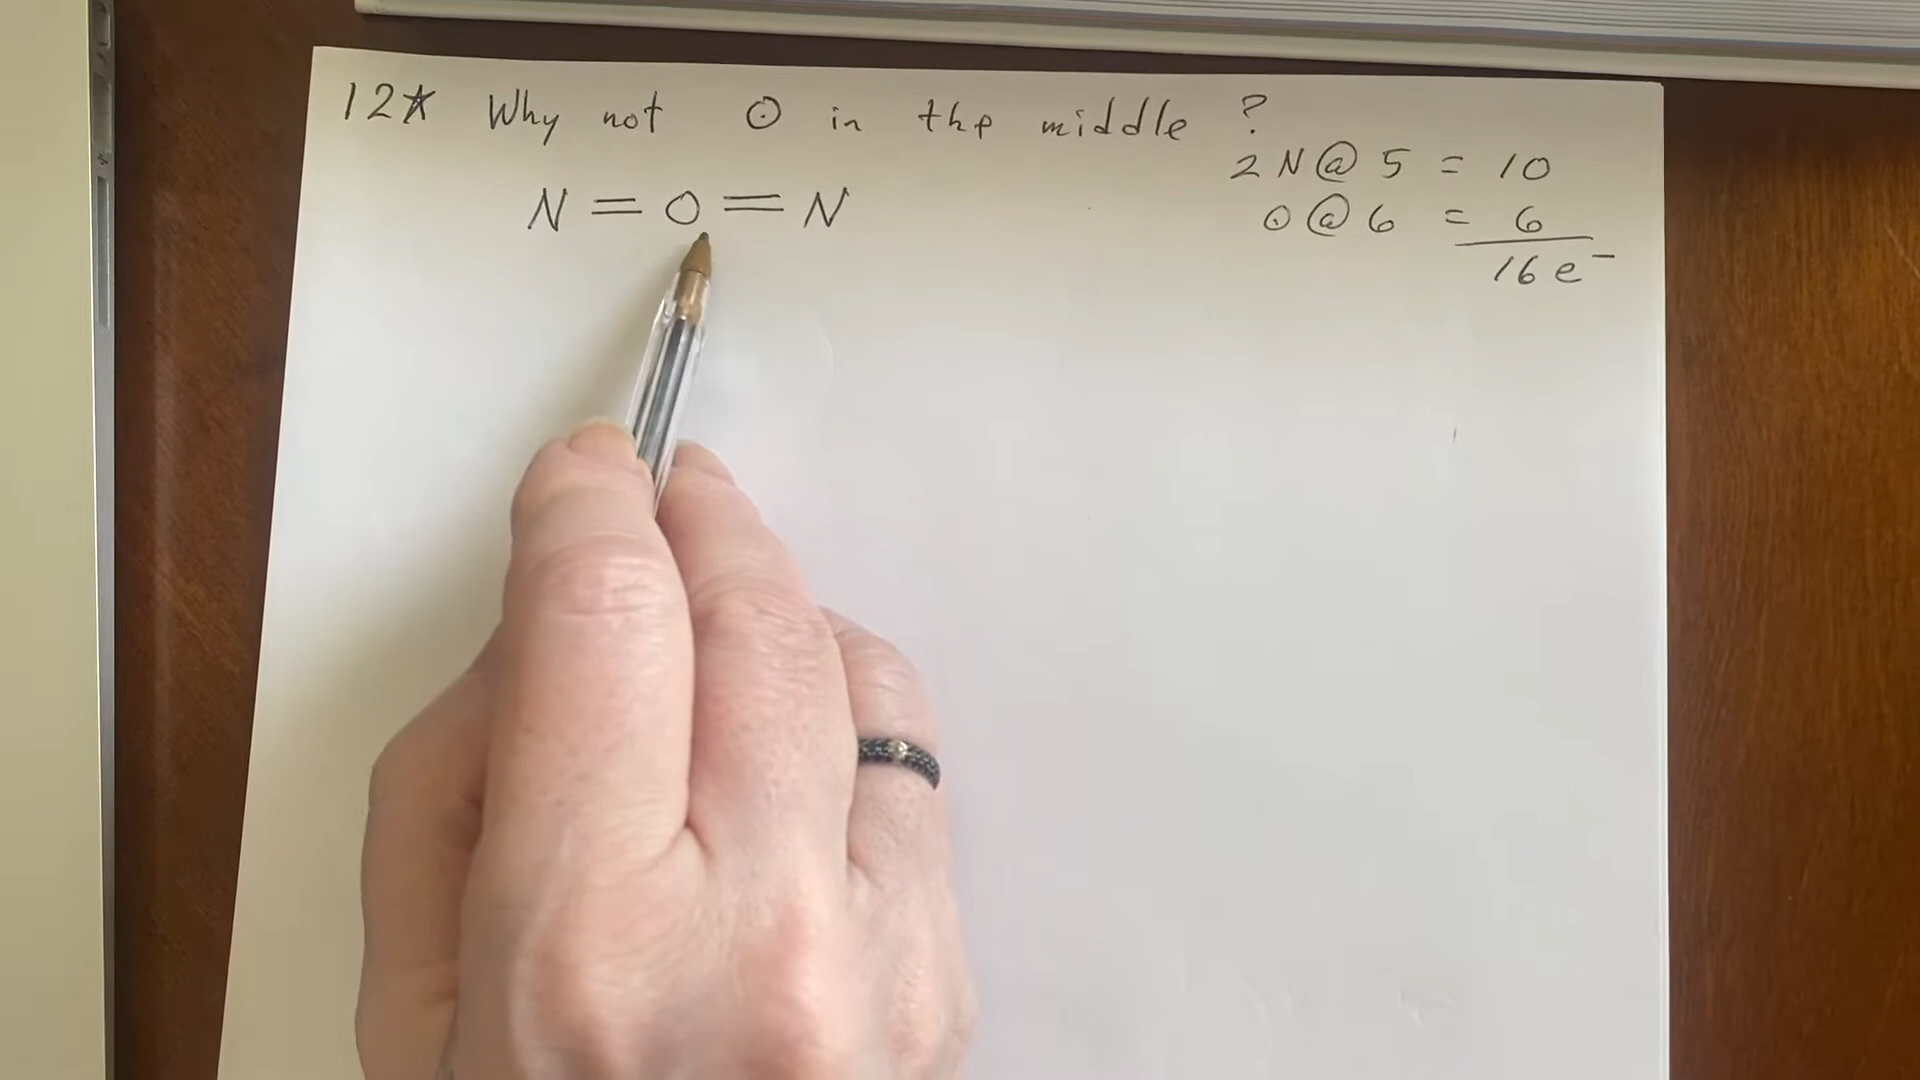 12* Why not O in the middle ?
2 N @ 5 = 10
N = O = N
O @ 6 = 6
16 e⁻